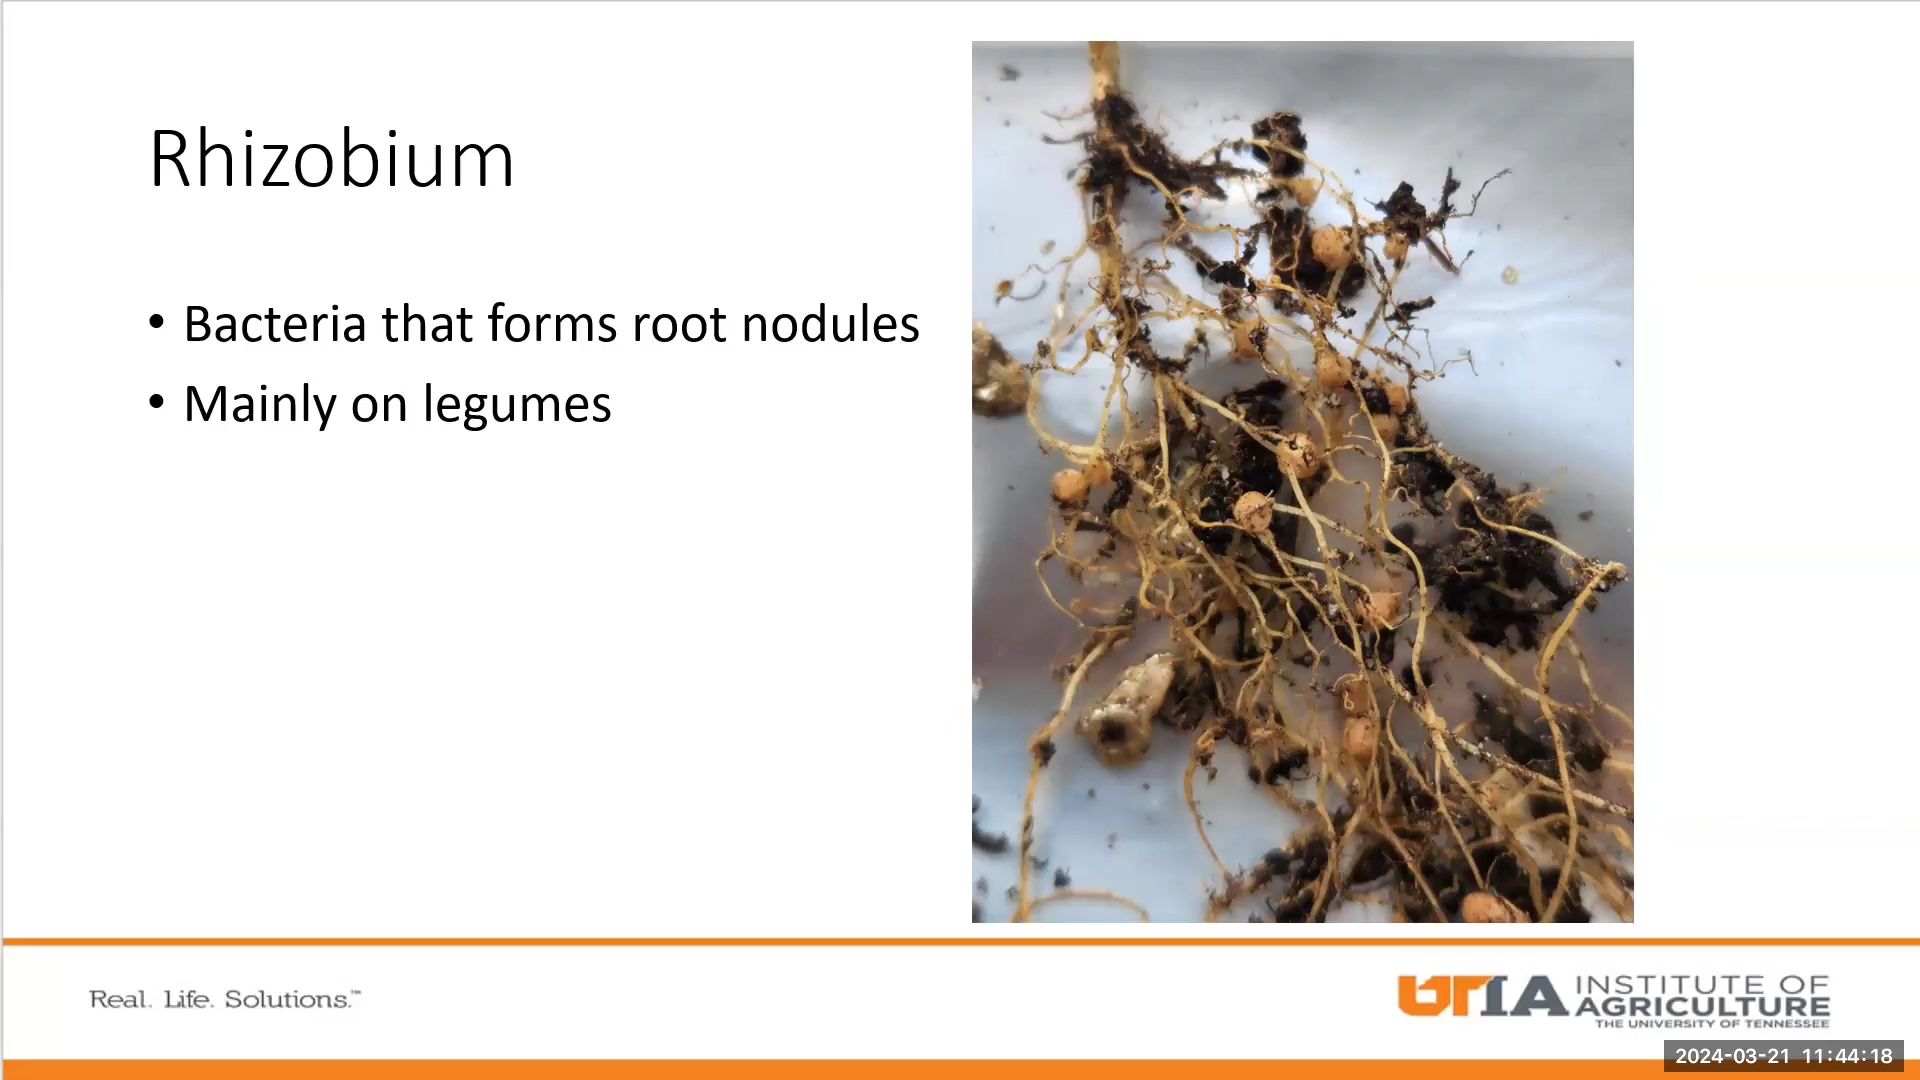 Rhizobium
• Bacteria that forms root nodules
• Mainly on legumes
Real. Life. Solutions.™
UTIA INSTITUTE OF
AGRICULTURE
THE UNIVERSITY OF TENNESSEE
2024-03-21 11:44:18